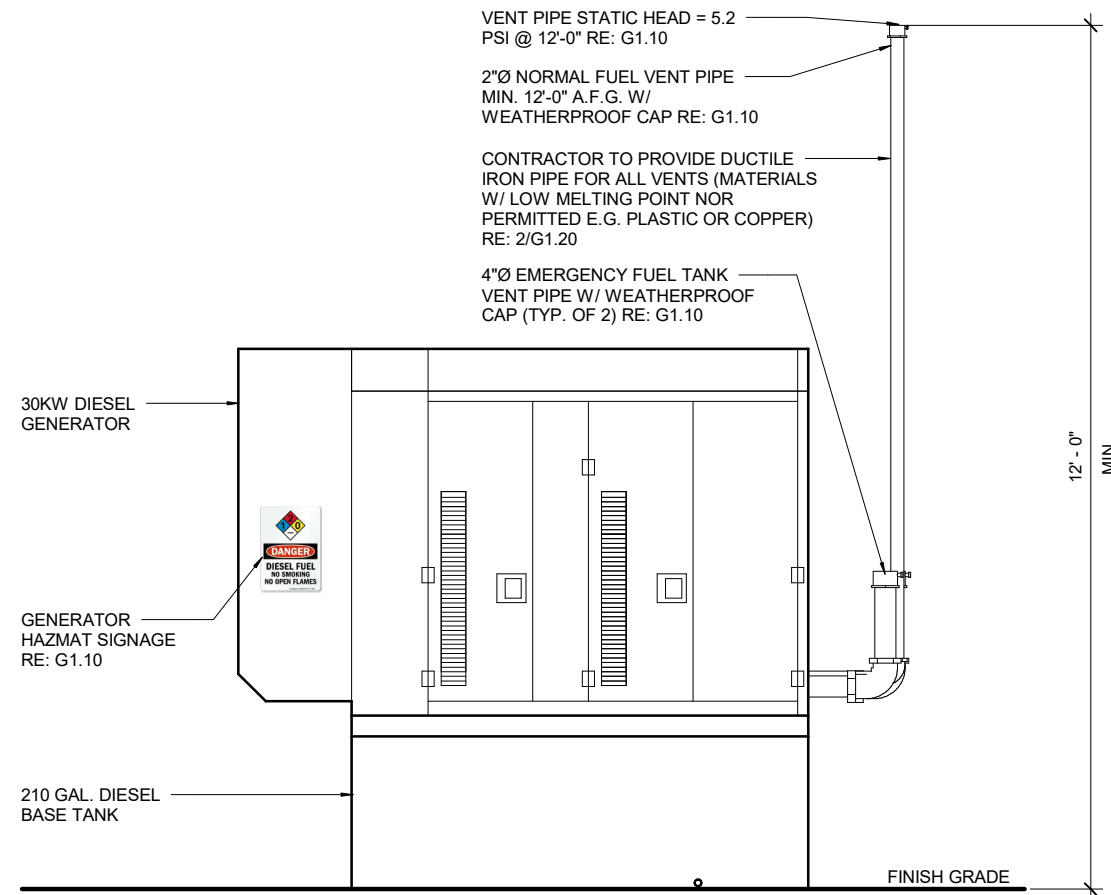 VENT PIPE STATIC HEAD = 5.2
PSI @ 12'-0" RE: G1.10
2"Ø NORMAL FUEL VENT PIPE
MIN. 12'-0" A.F.G. W/
WEATHERPROOF CAP RE: G1.10
CONTRACTOR TO PROVIDE DUCTILE
IRON PIPE FOR ALL VENTS (MATERIALS
W/ LOW MELTING POINT NOR
PERMITTED E.G. PLASTIC OR COPPER)
RE: 2/G1.20
4"Ø EMERGENCY FUEL TANK
VENT PIPE W/ WEATHERPROOF
CAP (TYP. OF 2) RE: G1.10
30KW DIESEL
GENERATOR
2
1 0
DANGER
DIESEL FUEL
NO SMOKING
NO OPEN FLAMES
GENERATOR
HAZMAT SIGNAGE
RE: G1.10
12' - 0"
MIN
210 GAL. DIESEL
BASE TANK
FINISH GRADE